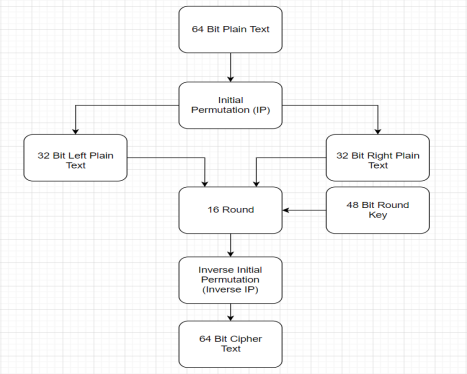 64 Bit Plain Text
Initial
Permutation (IP)
32 Bit Left Plain
Text
32 Bit Right Plain
Text
16 Round
48 Bit Round
Key
Inverse Initial
Permutation
(Inverse IP)
64 Bit Cipher
Text